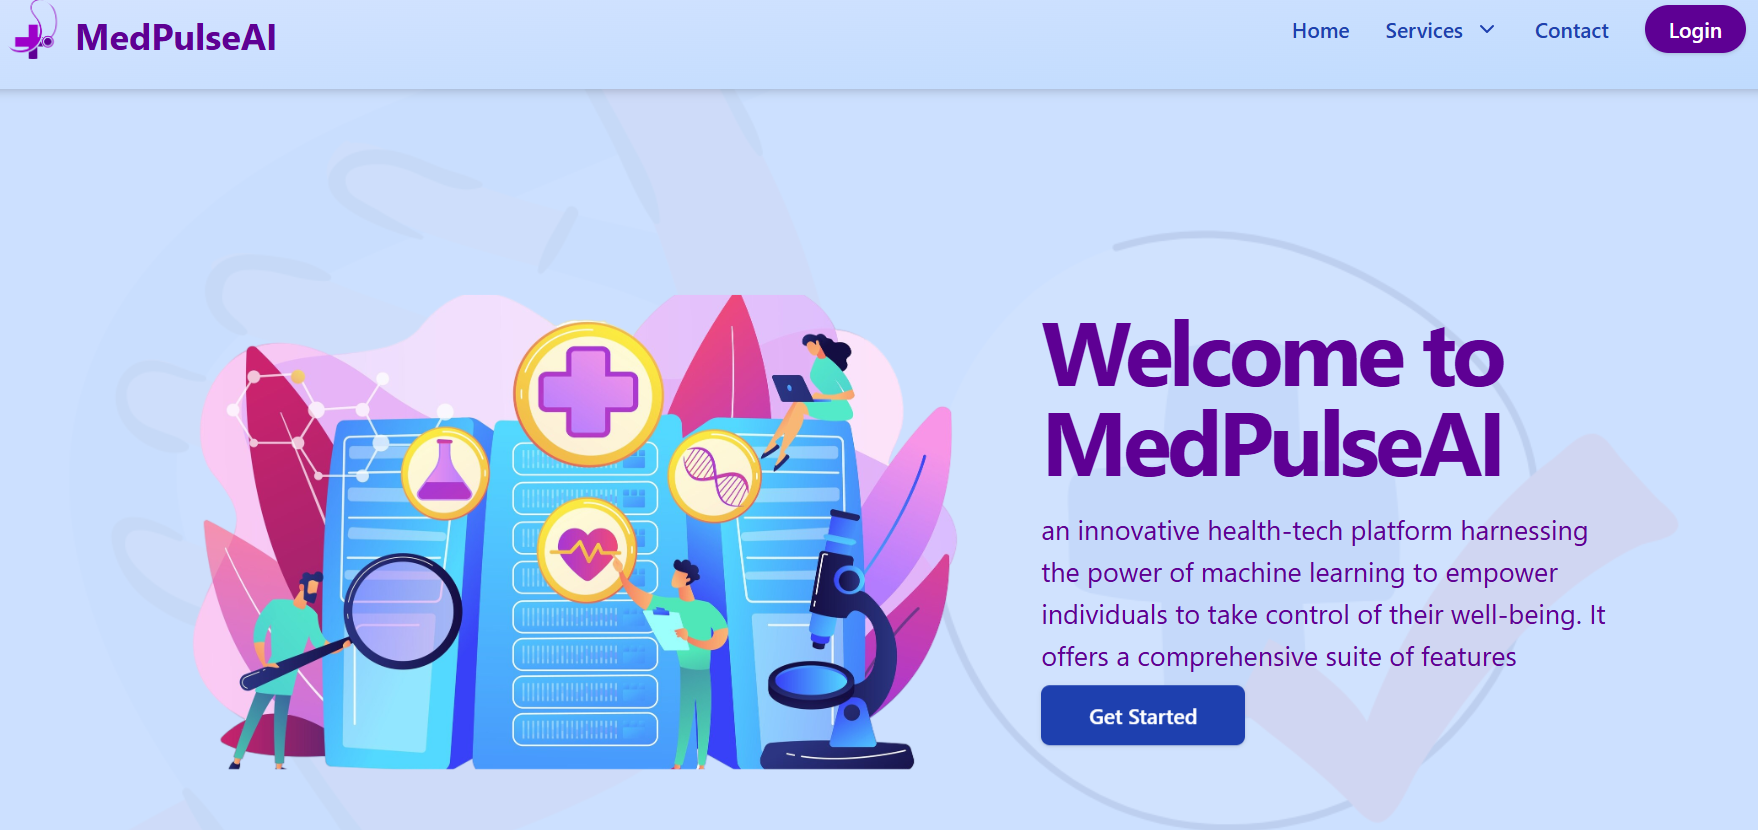 MedPulseAI
Home Services Contact Login
Welcome to
MedPulseAI
an innovative health-tech platform harnessing
the power of machine learning to empower
individuals to take control of their well-being. It
offers a comprehensive suite of features
Get Started